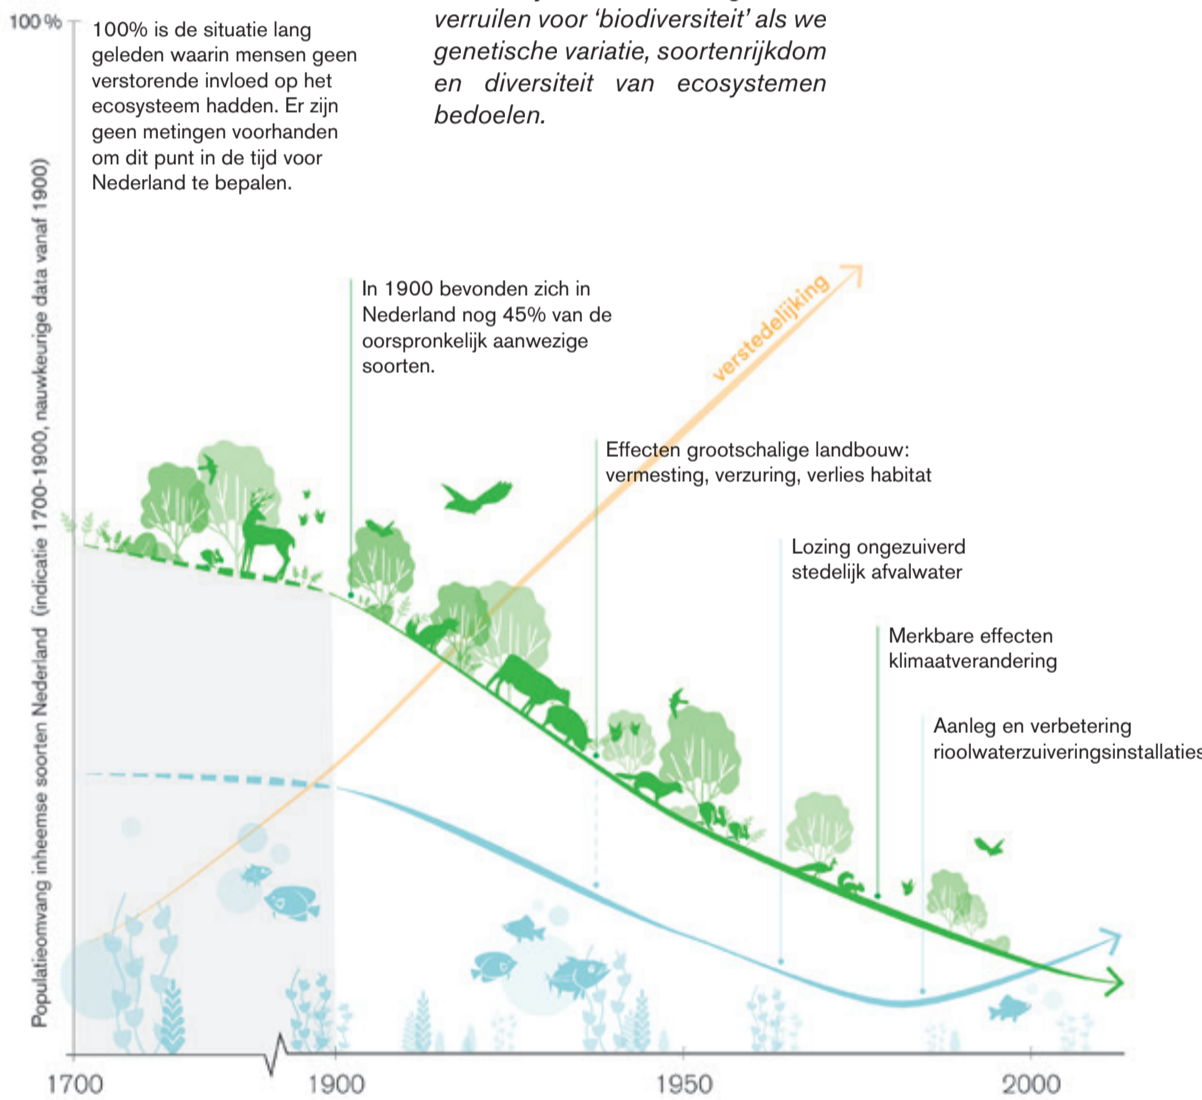 verruilen voor ‘biodiversiteit’ als we
genetische variatie, soortenrijkdom
en diversiteit van ecosystemen
bedoelen.
100%
100% is de situatie lang
geleden waarin mensen geen
verstorende invloed op het
ecosysteem hadden. Er zijn
geen metingen voorhanden
om dit punt in de tijd voor
Nederland te bepalen.
Populatieomvang inheemse soorten Nederland (indicatie 1700-1900, nauwkeurige data vanaf 1900)
In 1900 bevonden zich in
Nederland nog 45% van de
oorspronkelijk aanwezige
soorten.
verstedelijking
Effecten grootschalige landbouw:
vermesting, verzuring, verlies habitat
Lozing ongezuiverd
stedelijk afvalwater
Merkbare effecten
klimaatverandering
Aanleg en verbetering
rioolwaterzuiveringsinstallaties
1700
1900
1950
2000